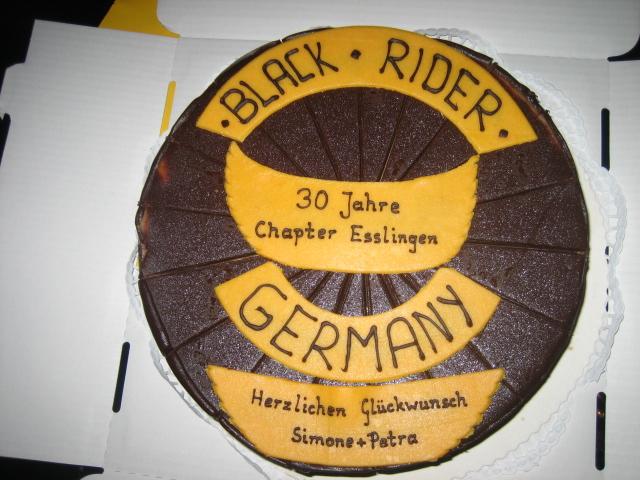 • BLACK • RIDER •
30 Jahre
Chapter Esslingen
GERMANY
Herzlichen Glückwunsch
Simone+Petra